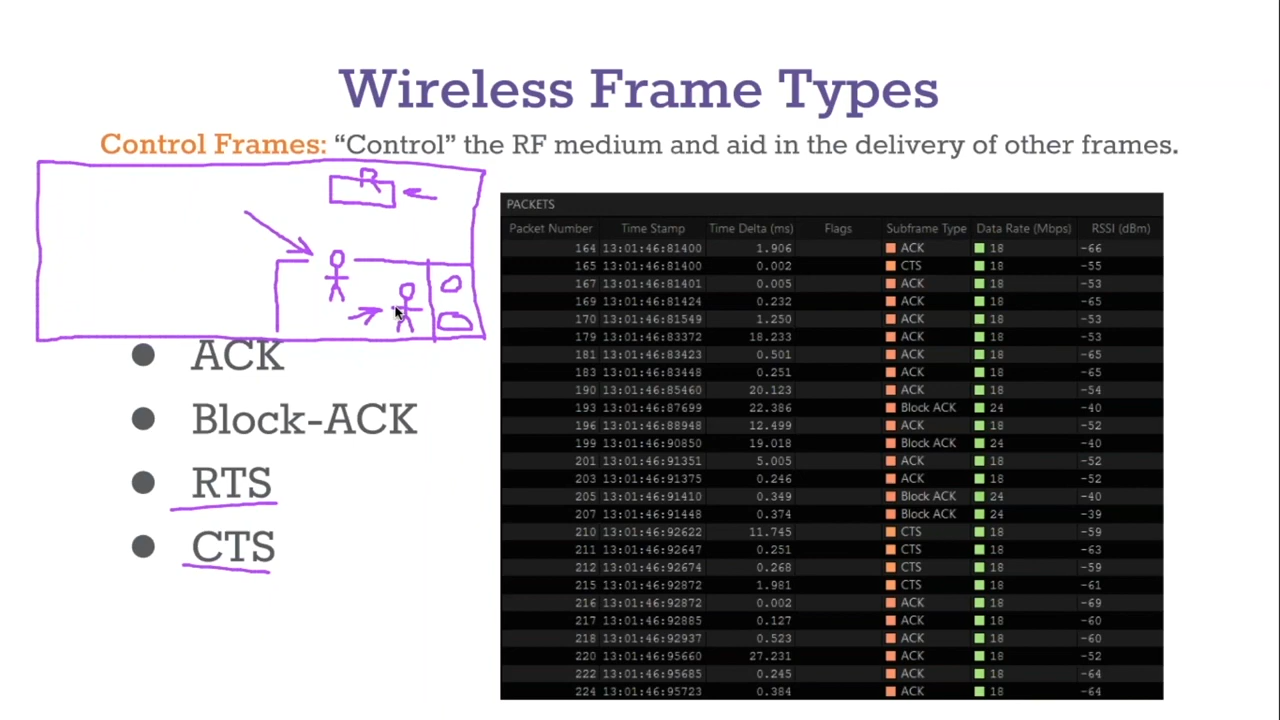 Wireless Frame Types
Control Frames: “Control” the RF medium and aid in the delivery of other frames.
● ACK
● Block-ACK
● RTS
● CTS
PACKETS
Packet Number Time Stamp Time Delta (ms) Flags Subframe Type Data Rate (Mbps) RSSI (dBm)
164 13:01:46:81400 1.906 ACK 18 -66
165 13:01:46:81400 0.002 CTS 18 -55
167 13:01:46:81401 0.005 ACK 18 -53
169 13:01:46:81424 0.232 ACK 18 -65
170 13:01:46:81549 1.250 ACK 18 -53
179 13:01:46:83372 18.233 ACK 18 -53
181 13:01:46:83423 0.501 ACK 18 -65
183 13:01:46:83448 0.251 ACK 18 -65
190 13:01:46:85460 20.123 ACK 18 -54
193 13:01:46:87699 22.386 Block ACK 24 -40
196 13:01:46:88948 12.499 ACK 18 -52
199 13:01:46:90850 19.018 Block ACK 24 -40
201 13:01:46:91351 5.005 ACK 18 -52
203 13:01:46:91375 0.246 ACK 18 -52
205 13:01:46:91410 0.349 Block ACK 24 -40
207 13:01:46:91448 0.374 Block ACK 24 -39
210 13:01:46:92622 11.745 CTS 18 -59
211 13:01:46:92647 0.251 CTS 18 -63
212 13:01:46:92674 0.268 CTS 18 -59
215 13:01:46:92872 1.981 CTS 18 -61
216 13:01:46:92872 0.002 ACK 18 -69
217 13:01:46:92885 0.127 ACK 18 -60
218 13:01:46:92937 0.523 ACK 18 -60
220 13:01:46:95660 27.231 ACK 18 -52
222 13:01:46:95685 0.245 ACK 18 -64
224 13:01:46:95723 0.384 ACK 18 -64